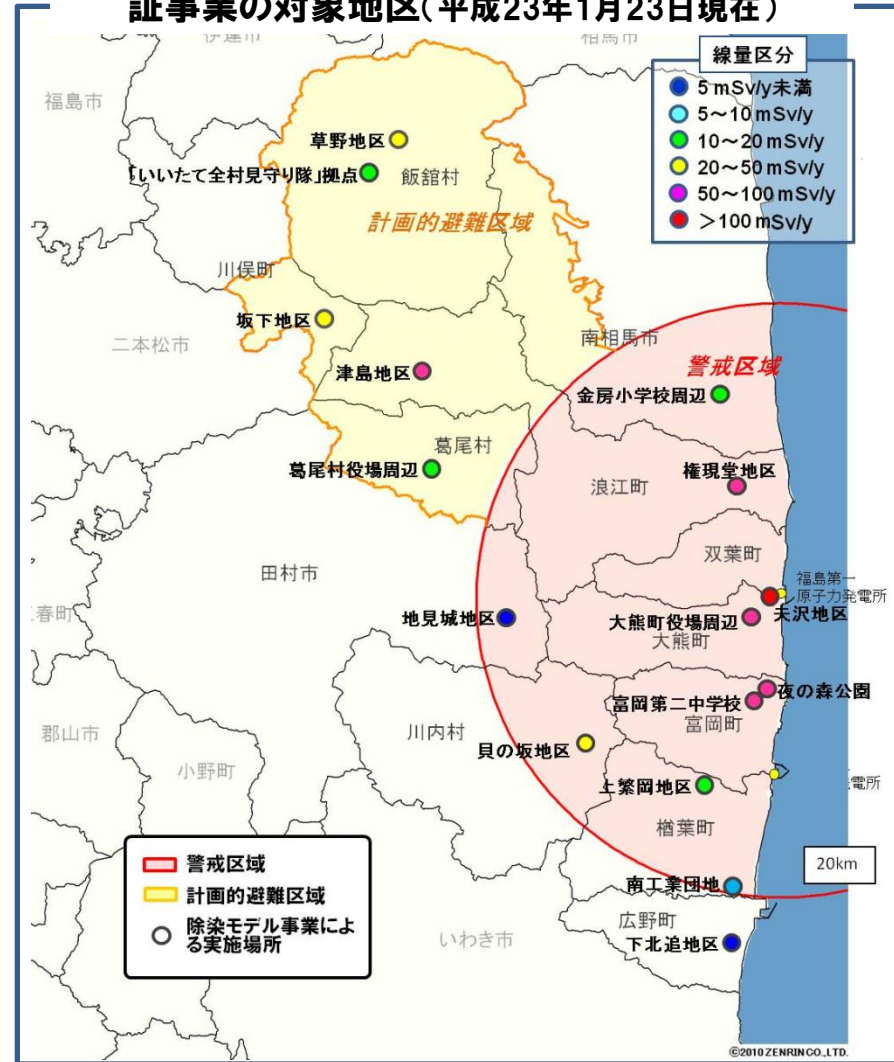 証事業の対象地区(平成23年1月23日現在)
伊達市
相馬市
線量区分
5 mSv/y未満
5～10 mSv/y
10～20 mSv/y
20～50 mSv/y
50～100 mSv/y
＞100 mSv/y
福島市
草野地区
「いいたて全村見守り隊」拠点
飯舘村
計画的避難区域
川俣町
坂下地区
二本松市
南相馬市
津島地区
警戒区域
金房小学校周辺
葛尾村
葛尾村役場周辺
権現堂地区
浪江町
双葉町
田村市
福島第一
原子力発電所
春町
地見城地区
大熊町役場周辺
夫沢地区
大熊町
夜の森公園
富岡第二中学校
富岡町
郡山市
川内村
貝の坂地区
小野町
上繁岡地区
電所
楢葉町
警戒区域
計画的避難区域
除染モデル事業によ
る実施場所
20km
南工業団地
広野町
いわき市
下北迫地区
©2010 ZENRIN CO.,LTD.